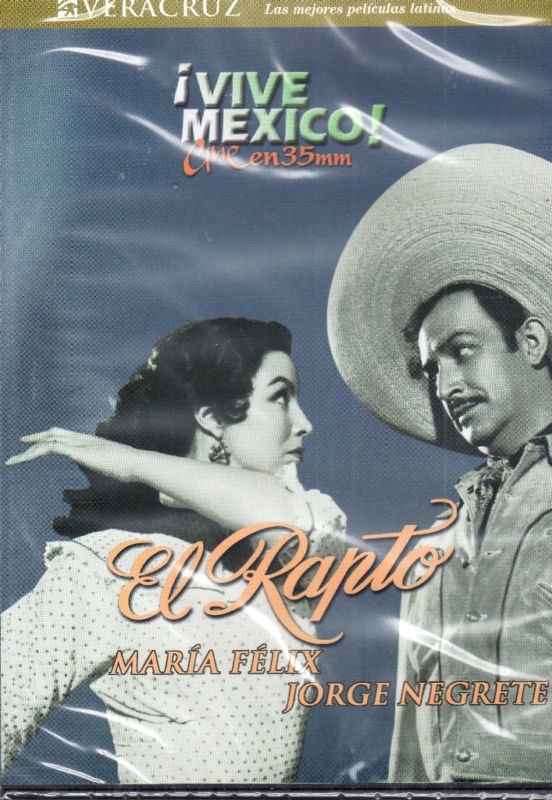 VERACRUZ Las mejores películas latinas
¡VIVE
MEXICO!
Cine en 35mm
El Rapto
MARÍA FÉLIX
JORGE NEGRETE